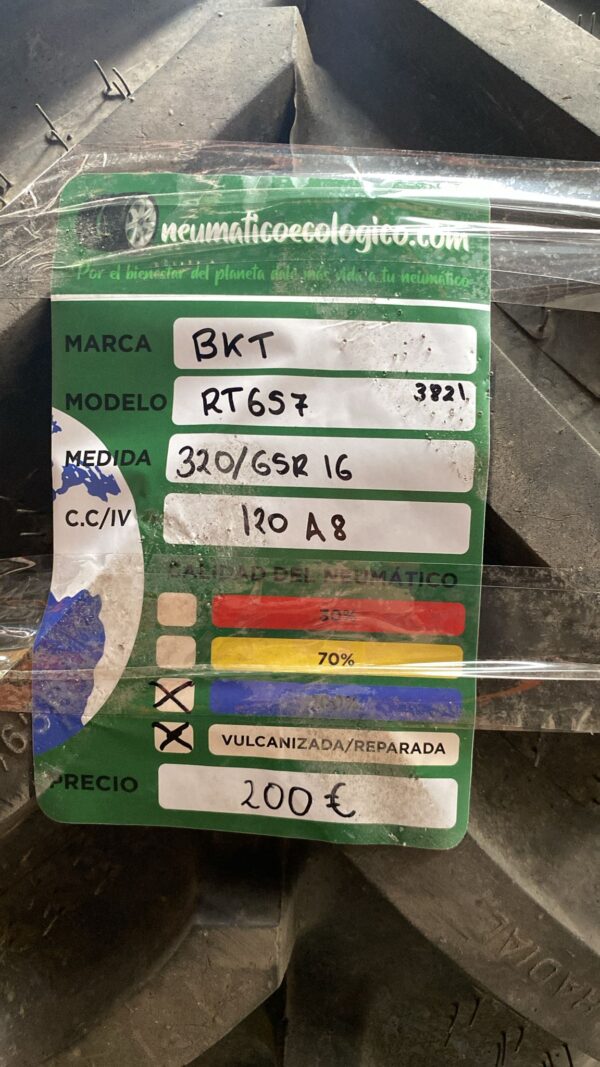 neumaticoecologico.com
Por el bienestar del planeta dale más vida a tu neumático
MARCA BKT
MODELO RT657 3821
MEDIDA 320/65R 16
C.C/IV 120 A8
CALIDAD DEL NEUMÁTICO
50%
70%
VULCANIZADA/REPARADA
PRECIO 200 €
RADIAL